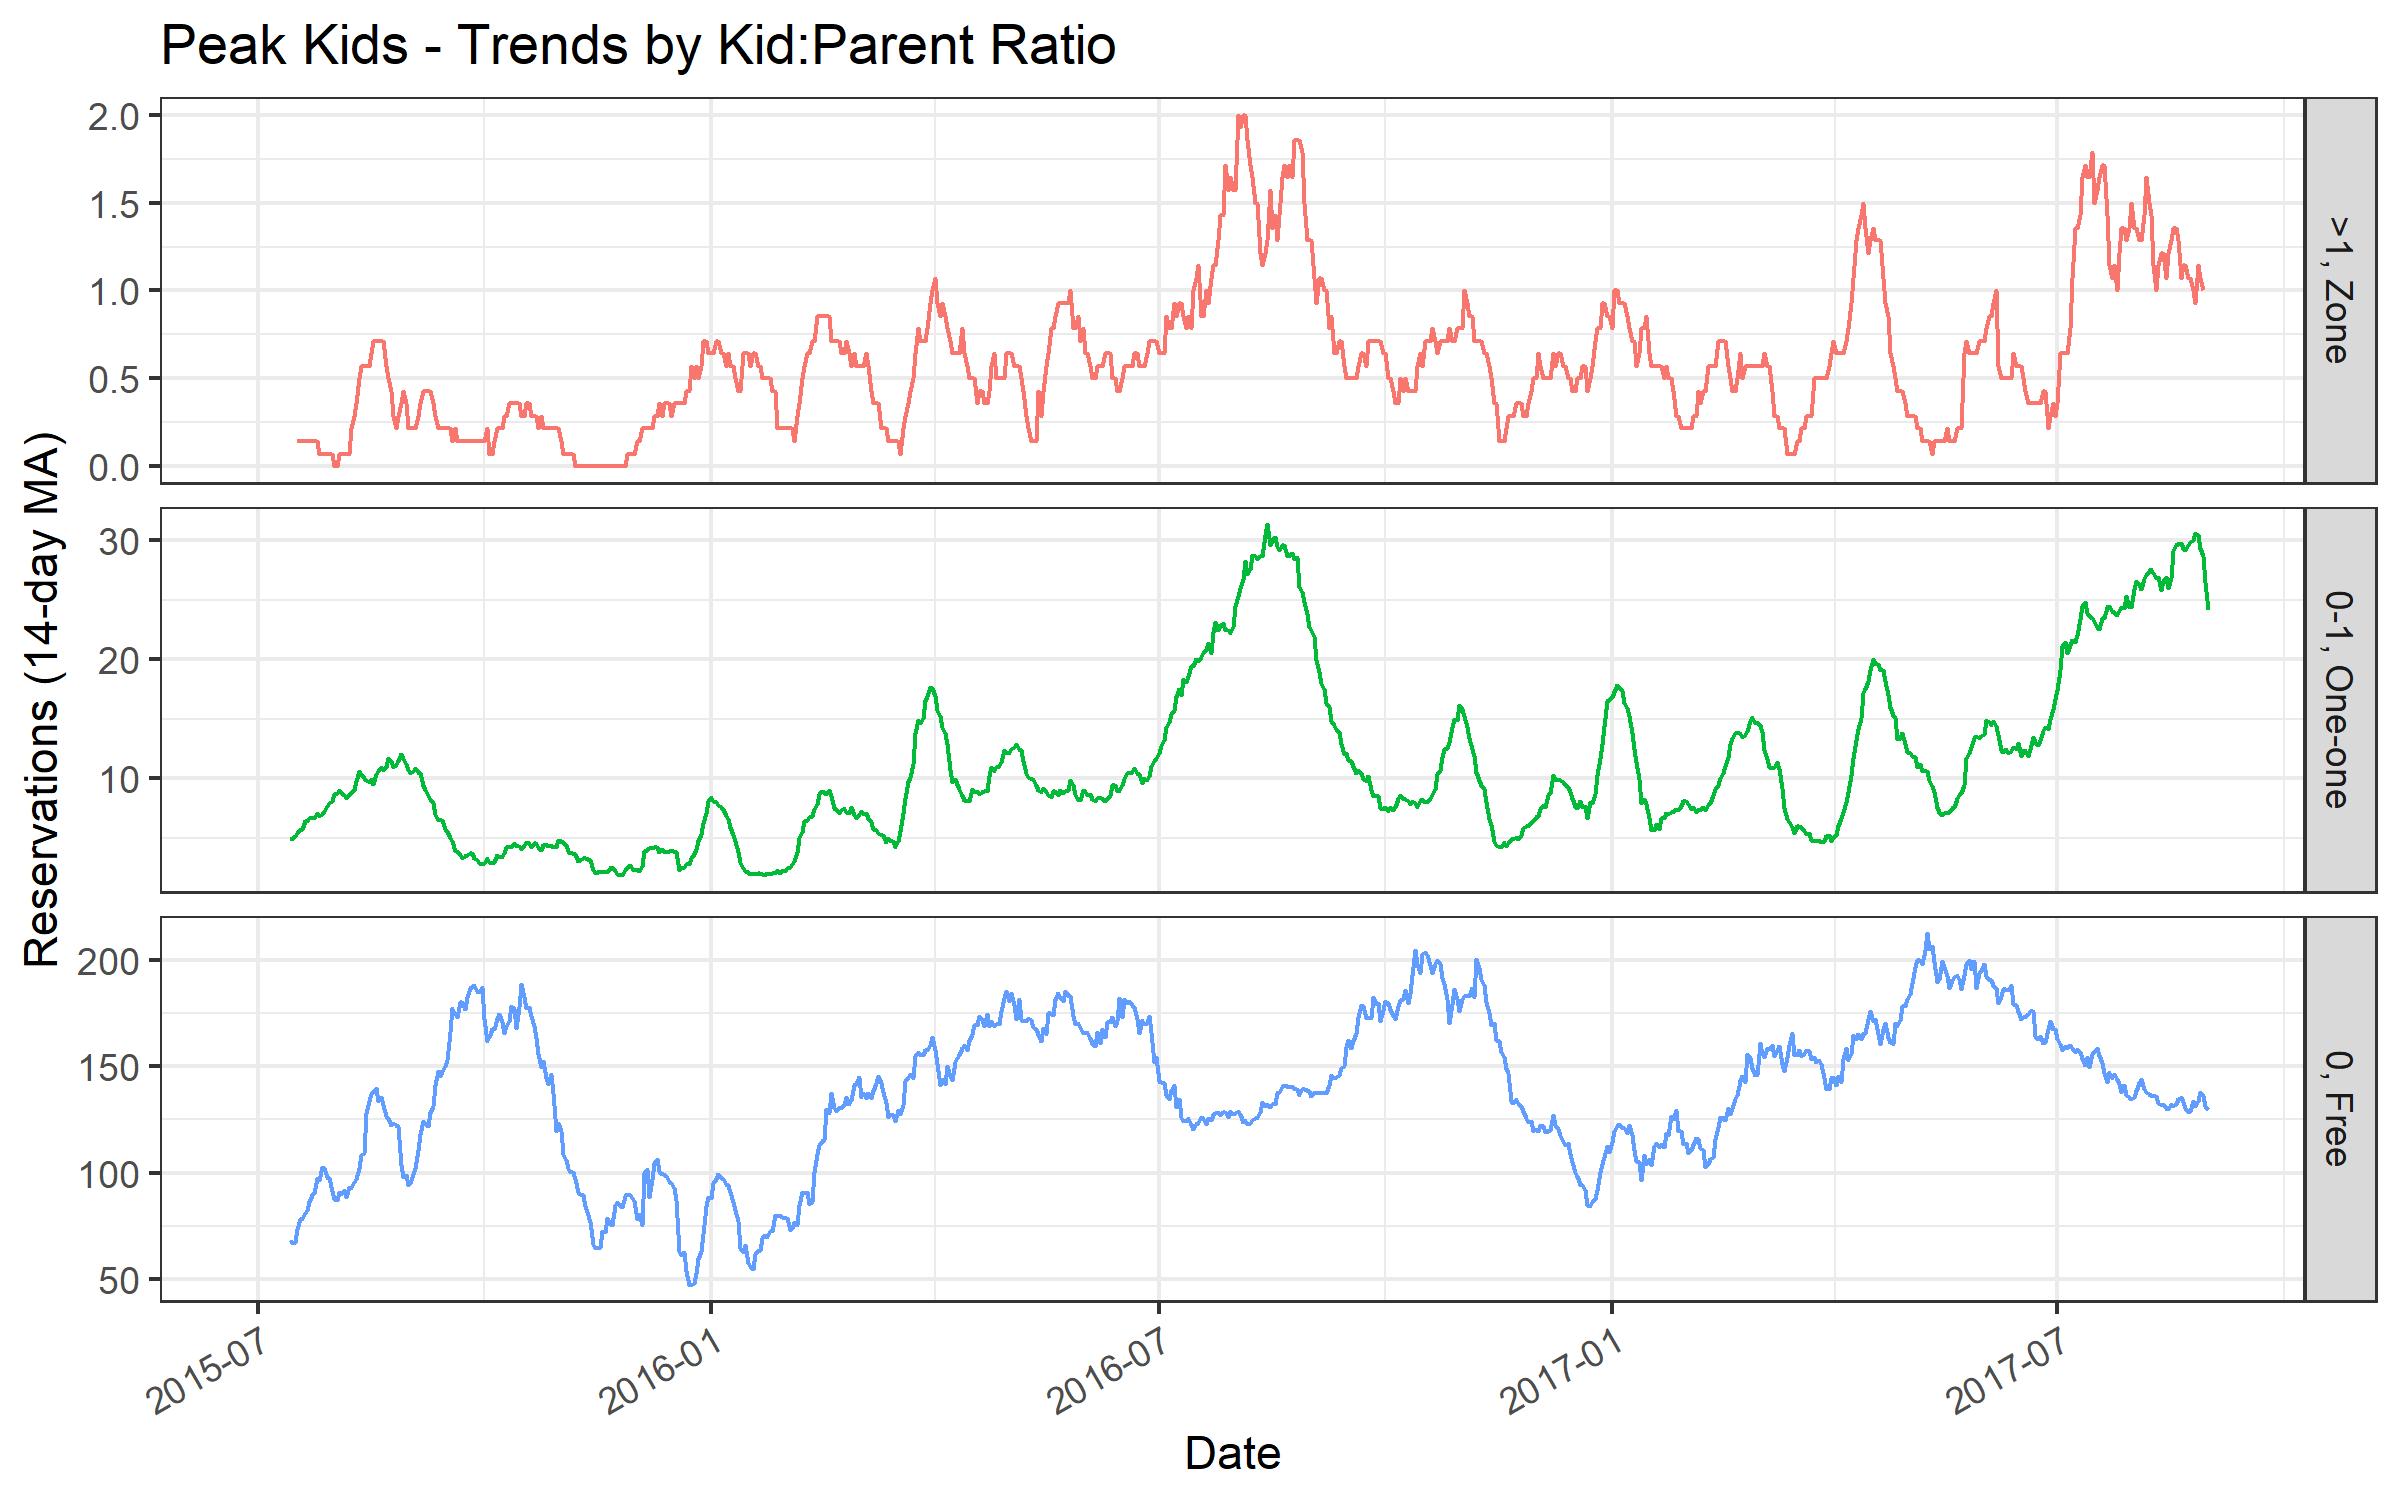 Peak Kids - Trends by Kid:Parent Ratio
Reservations (14-day MA)
2.0
1.5
1.0
0.5
0.0
>1, Zone
30
20
10
0-1, One-one
200
150
100
50
0, Free
2015-07
2016-01
2016-07
2017-01
2017-07
Date